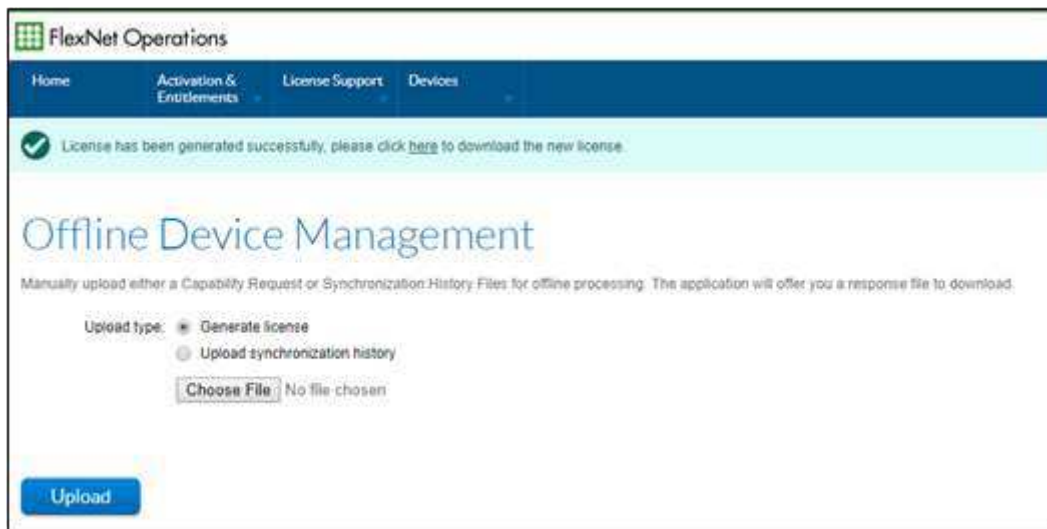 FlexNet Operations
Home
Activation & Entitlements
License Support
Devices
License has been generated successfully, please click here to download the new license.
Offline Device Management
Manually upload either a Capability Request or Synchronization History Files for offline processing. The application will offer you a response file to download.
Upload type:
Generate license
Upload synchronization history
Choose File No file chosen
Upload